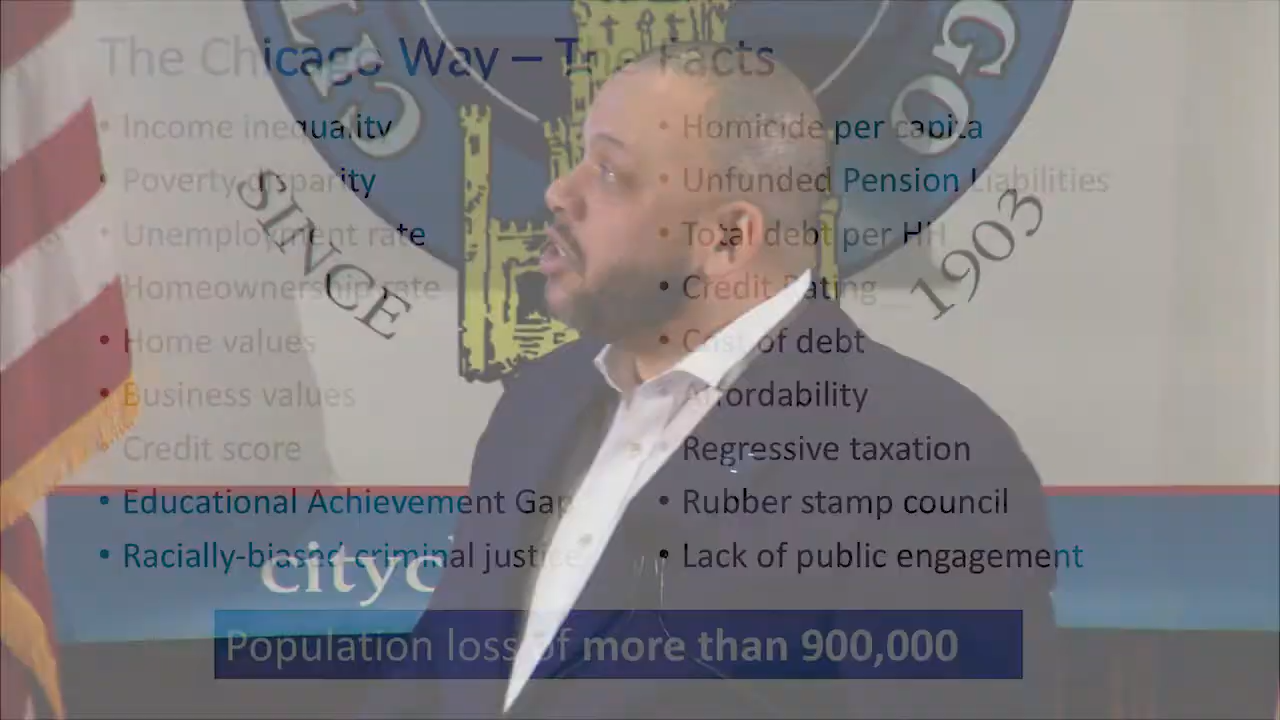 The Chicago Way – The Facts
• Income inequality
• Poverty disparity
• Unemployment rate
• Homeownership rate
• Home values
• Business values
Credit score
• Educational Achievement Gap
• Racially-biased criminal justice
• Homicide per capita
• Unfunded Pension Liabilities
• Total debt per HH
• Credit Rating
• Cost of debt
• Affordability
• Regressive taxation
• Rubber stamp council
• Lack of public engagement
Population loss of more than 900,000
GO
SINCE
1903
cityc